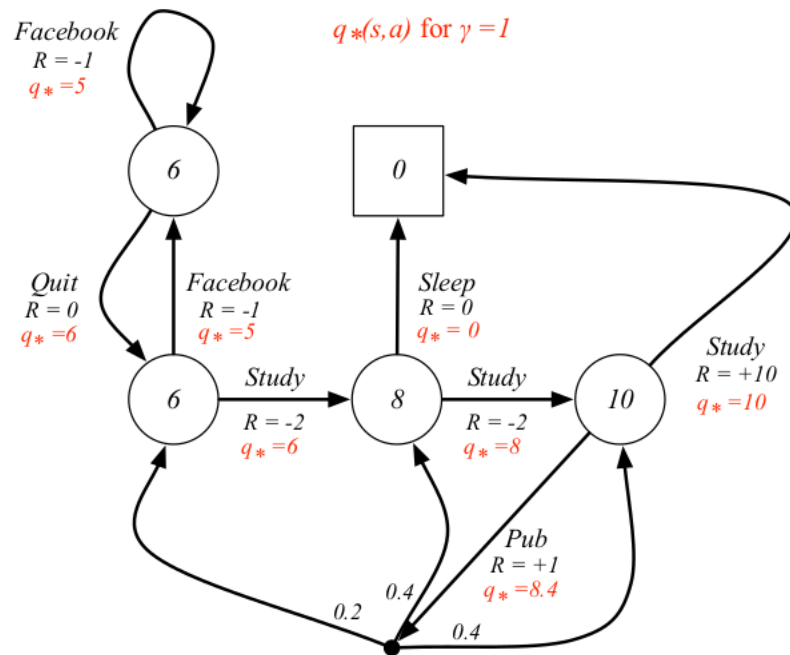 Facebook
R = -1
q* =5
q*(s,a) for γ =1
6
0
Quit
R = 0
q* =6
Facebook
R = -1
q* =5
Sleep
R = 0
q* = 0
Study
R = +10
q* =10
6
Study
R = -2
q* =6
8
Study
R = -2
q* =8
10
Pub
R = +1
q* =8.4
0.2
0.4
0.4